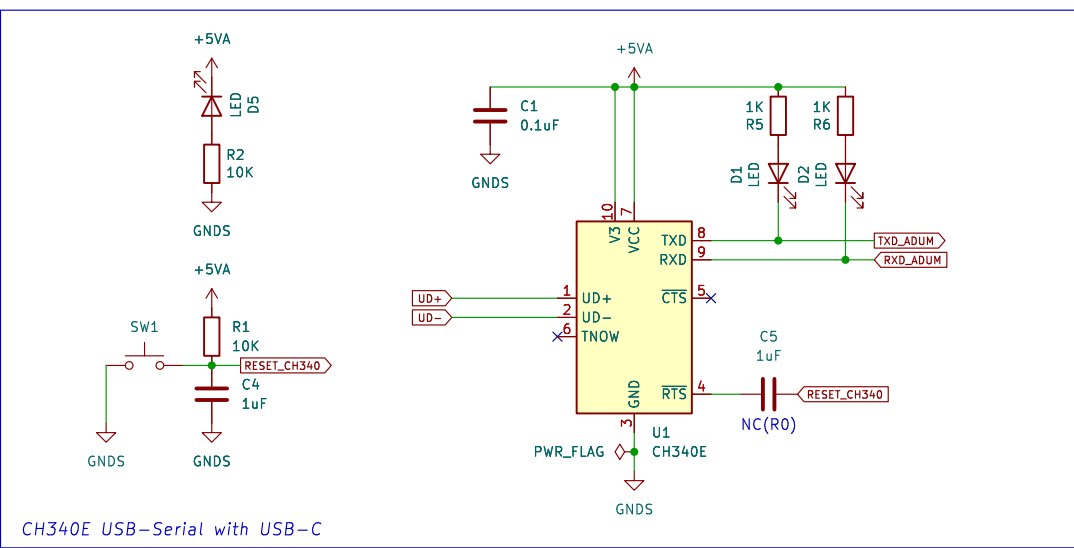 +5VA
LED
D5
R2
10K
GNDS
+5VA
SW1
R1
10K
RESET_CH340
C4
1uF
GNDS
GNDS
+5VA
C1
0.1uF
GNDS
1K
R5
1K
R6
D1
LED
D2
LED
10
7
V3
VCC
TXD
8
TXD_ADUM
RXD
9
RXD_ADUM
UD+
1
UD+
CTS
5
UD-
2
UD-
6
TNOW
C5
1uF
GND
RTS
4
RESET_CH340
NC(R0)
3
U1
CH340E
PWR_FLAG
GNDS
CH340E USB-Serial with USB-C